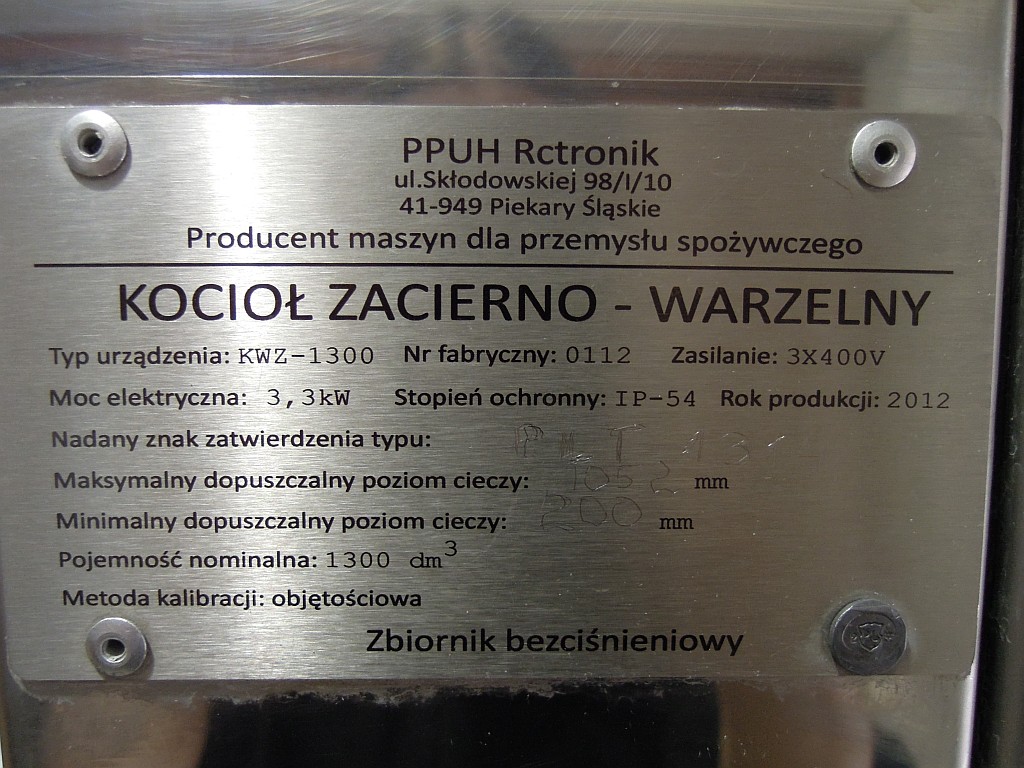 PPUH Rctronik
ul.Skłodowskiej 98/I/10
41-949 Piekary Śląskie
Producent maszyn dla przemysłu spożywczego
KOCIOŁ ZACIERNO - WARZELNY
Typ urządzenia: KWZ-1300 Nr fabryczny: 0112 Zasilanie: 3X400V
Moc elektryczna: 3,3kW Stopień ochronny: IP-54 Rok produkcji: 2012
Nadany znak zatwierdzenia typu:
Maksymalny dopuszczalny poziom cieczy: 1052 mm
Minimalny dopuszczalny poziom cieczy: 200 mm
Pojemność nominalna: 1300 dm³
Metoda kalibracji: objętościowa
Zbiornik bezciśnieniowy